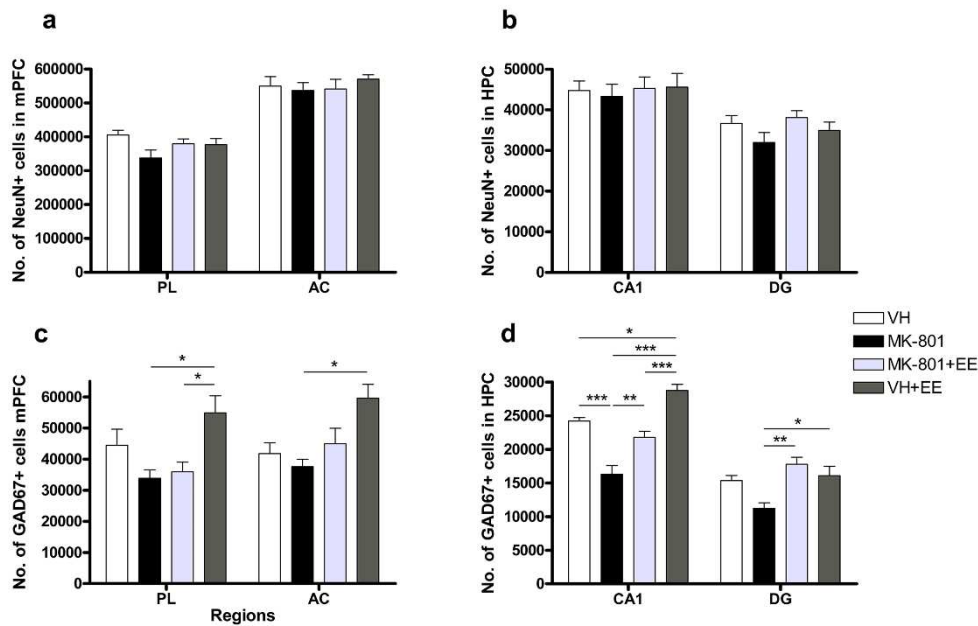 a
No. of NeuN+ cells in mPFC
600000
500000
400000
300000
200000
100000
0
PL
AC
b
No. of NeuN+ cells in HPC
50000
40000
30000
20000
10000
0
CA1
DG
c
No. of GAD67+ cells mPFC
60000
50000
40000
30000
20000
10000
0
*
*
*
PL
AC
Regions
d
No. of GAD67+ cells in HPC
30000
25000
20000
15000
10000
5000
0
*
***
***
***
**
*
**
CA1
DG
VH
MK-801
MK-801+EE
VH+EE